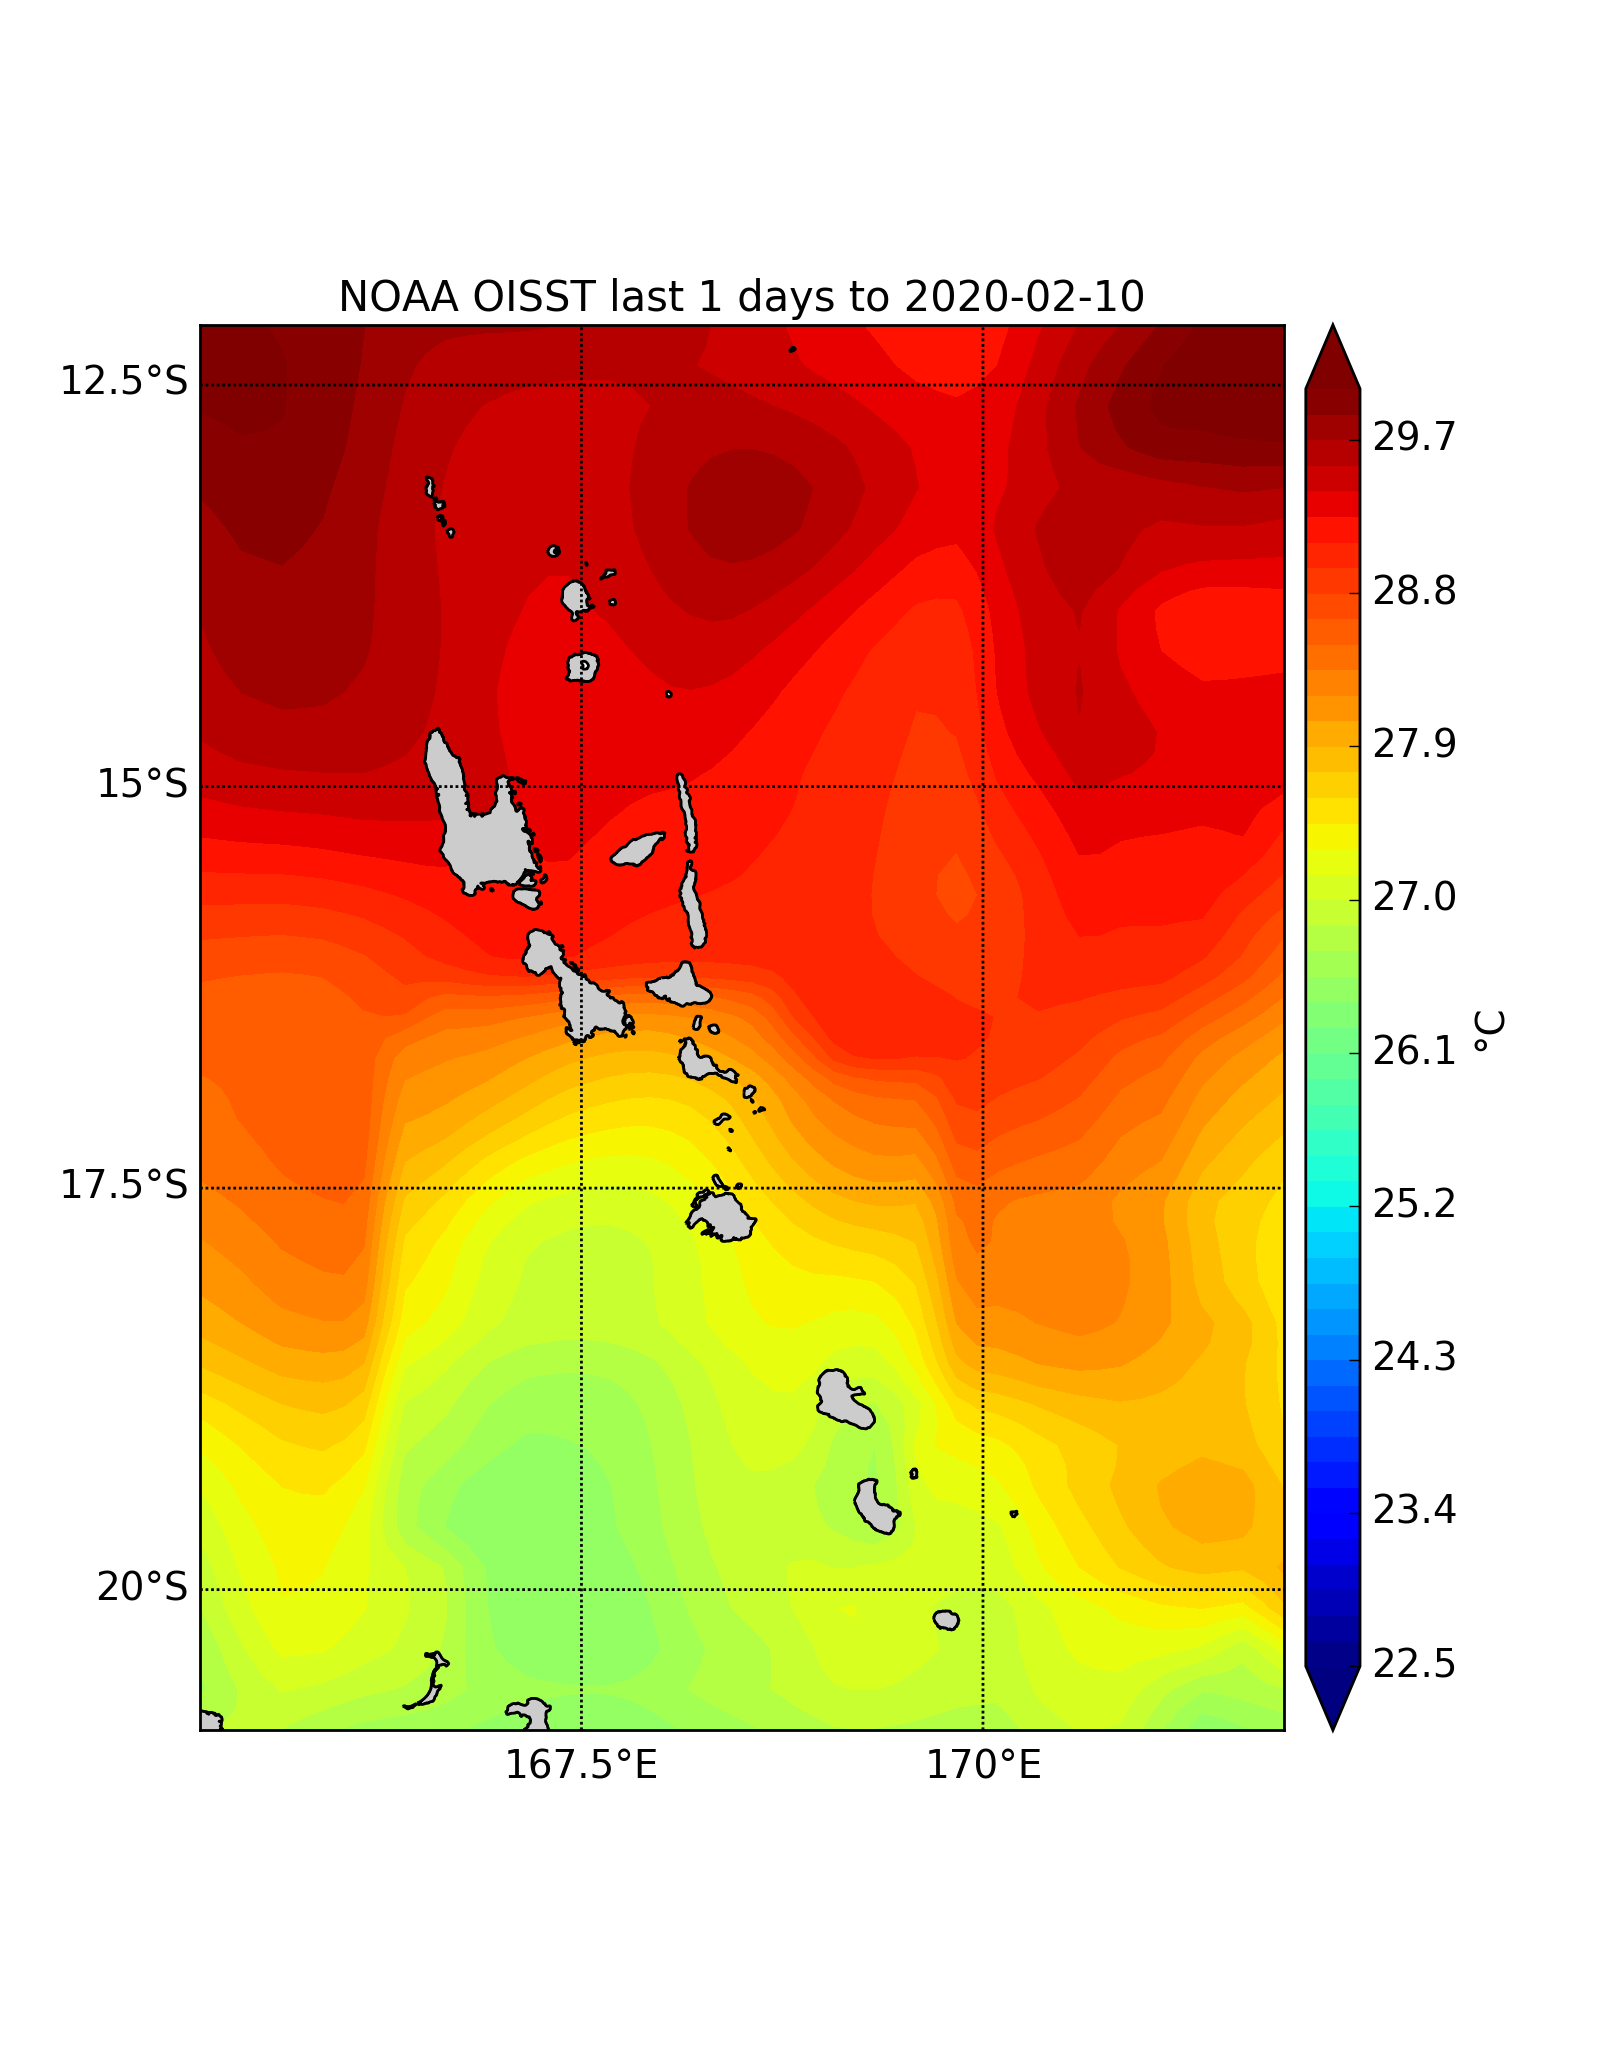 NOAA OISST last 1 days to 2020-02-10
12.5°S
15°S
17.5°S
20°S
167.5°E
170°E
29.7
28.8
27.9
27.0
26.1
25.2
24.3
23.4
22.5
°C